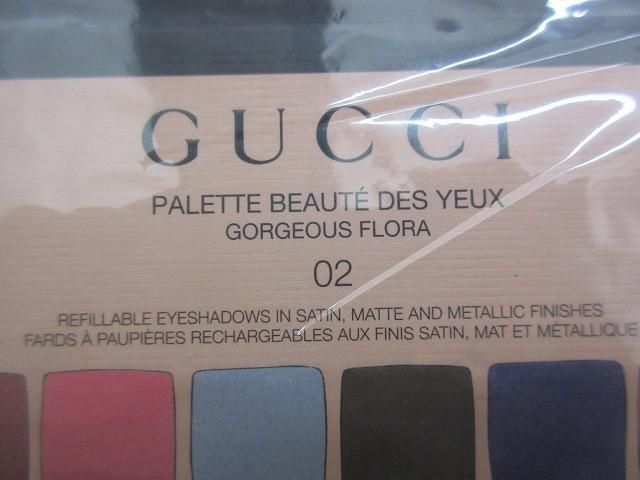 GUCCI
PALETTE BEAUTÉ DES YEUX
GORGEOUS FLORA
02
REFILLABLE EYESHADOWS IN SATIN, MATTE AND METALLIC FINISHES
FARDS À PAUPIÈRES RECHARGEABLES AUX FINIS SATIN, MAT ET MÉTALLIQUE